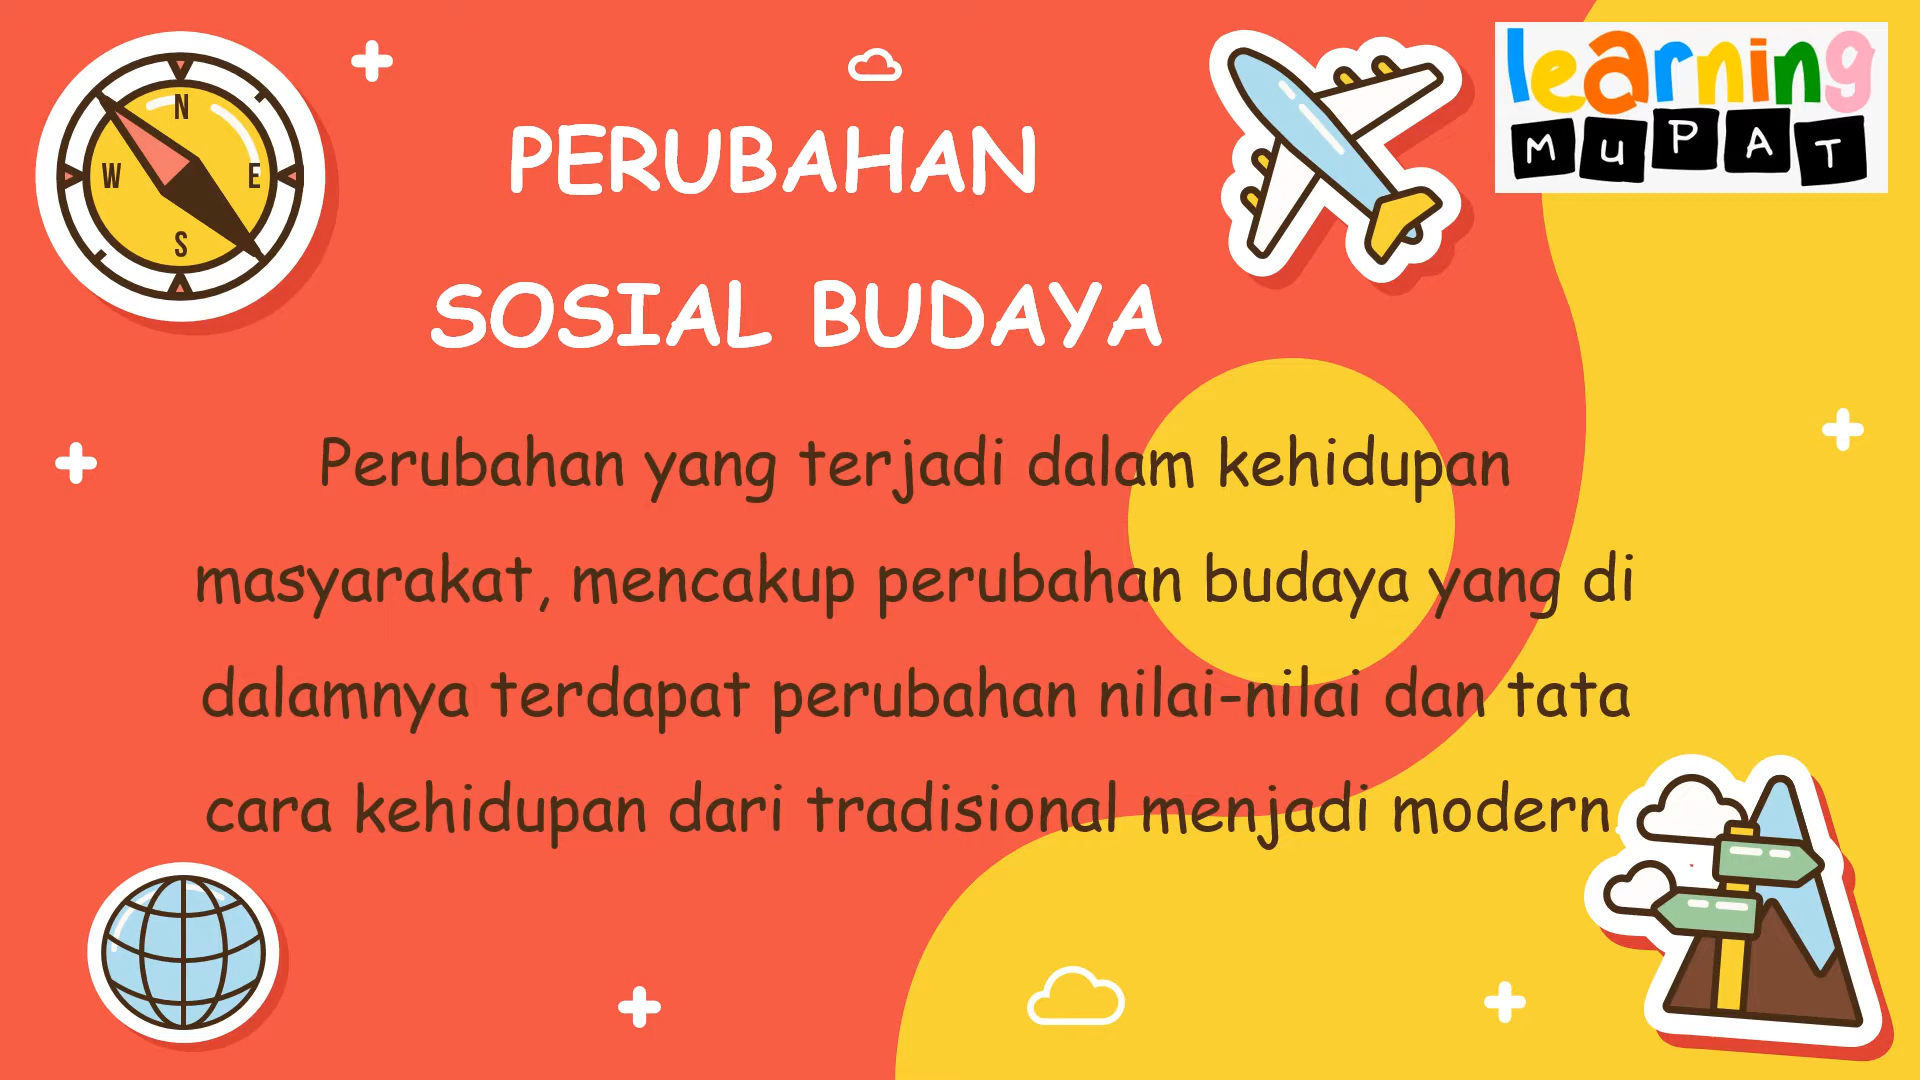 learning
MUPAT
N
W
E
S
PERUBAHAN
SOSIAL BUDAYA
Perubahan yang terjadi dalam kehidupan
masyarakat, mencakup perubahan budaya yang di
dalamnya terdapat perubahan nilai-nilai dan tata
cara kehidupan dari tradisional menjadi modern.